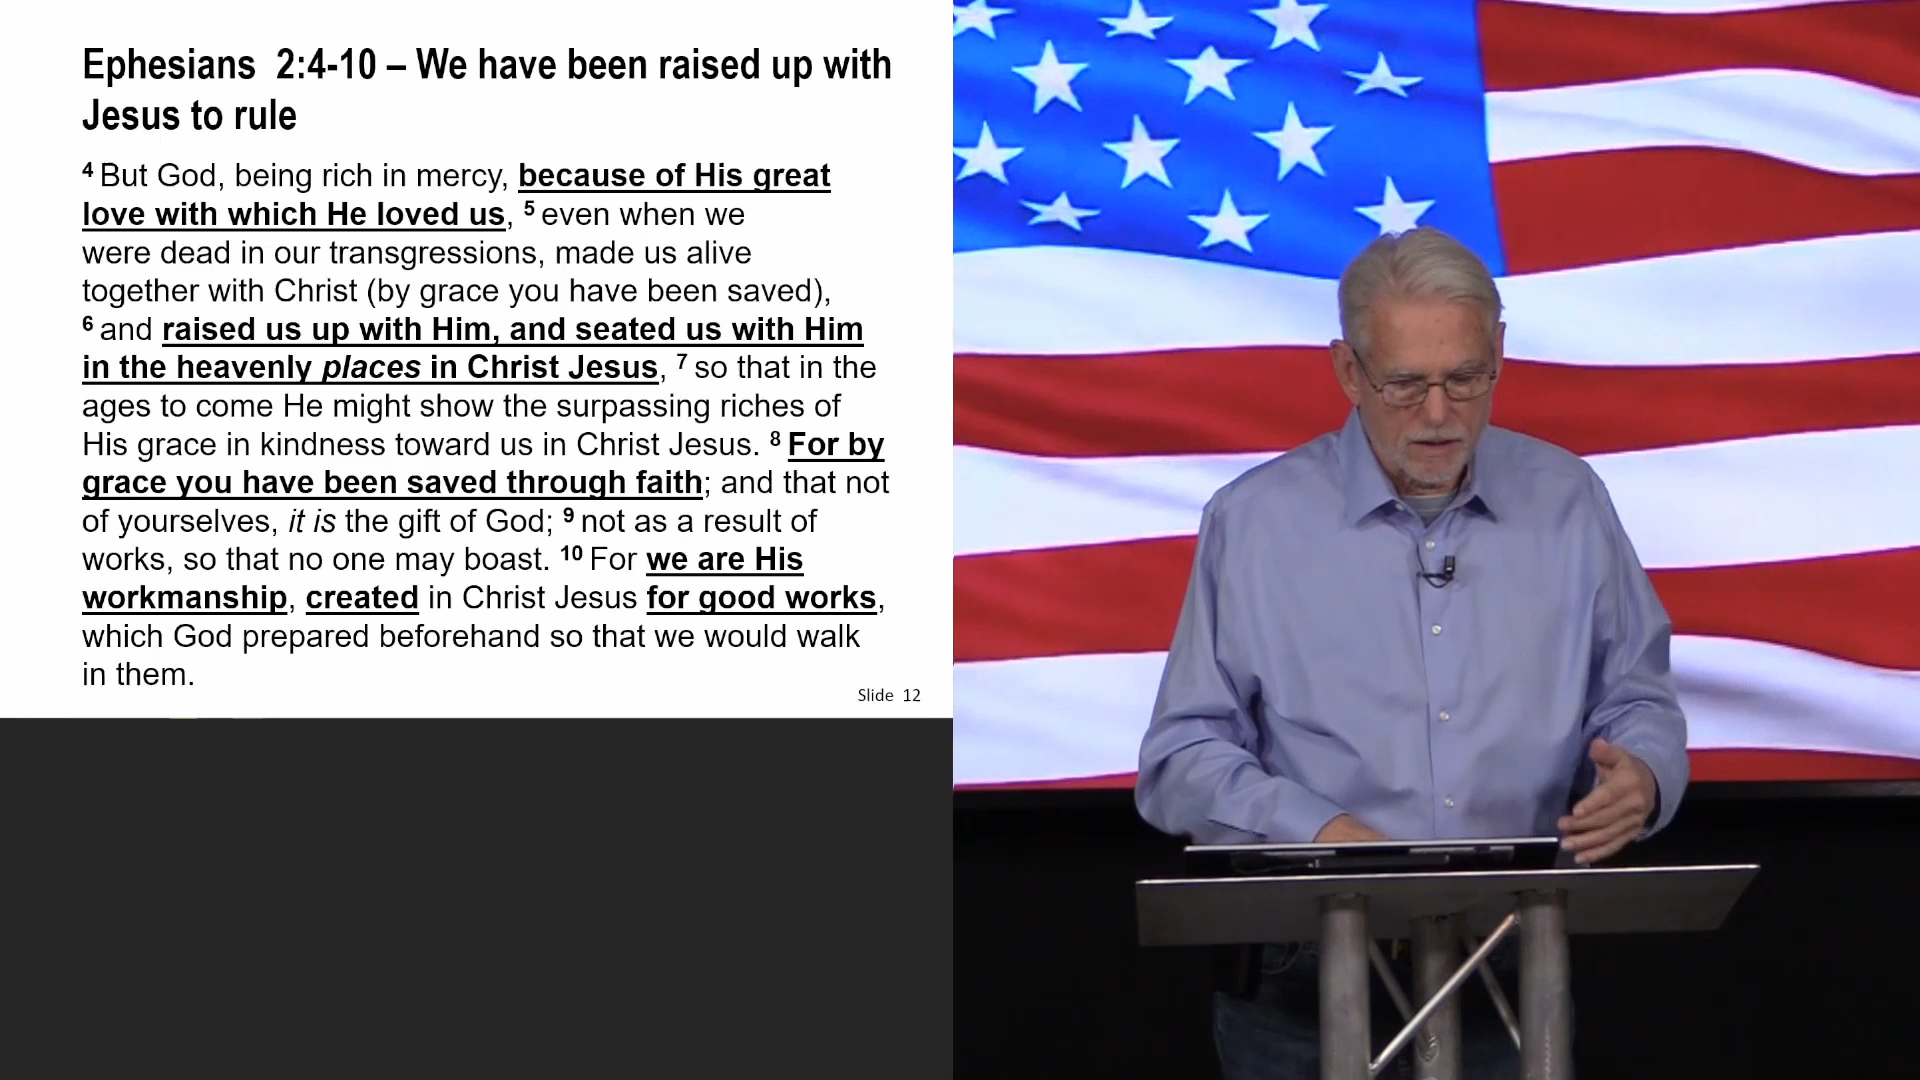 Ephesians 2:4-10 – We have been raised up with
Jesus to rule
4 But God, being rich in mercy, because of His great
love with which He loved us, 5 even when we
were dead in our transgressions, made us alive
together with Christ (by grace you have been saved),
6 and raised us up with Him, and seated us with Him
in the heavenly places in Christ Jesus, 7 so that in the
ages to come He might show the surpassing riches of
His grace in kindness toward us in Christ Jesus. 8 For by
grace you have been saved through faith; and that not
of yourselves, it is the gift of God; 9 not as a result of
works, so that no one may boast. 10 For we are His
workmanship, created in Christ Jesus for good works,
which God prepared beforehand so that we would walk
in them.
Slide 12